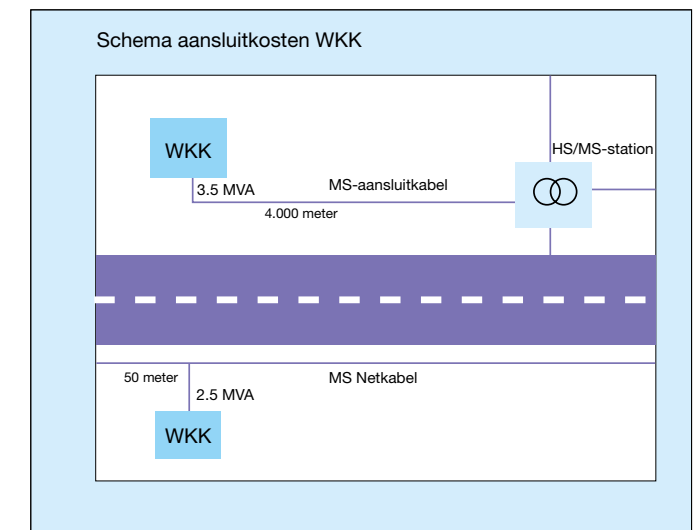 Schema aansluitkosten WKK
WKK
HS/MS-station
3.5 MVA
MS-aansluitkabel
4.000 meter
50 meter
MS Netkabel
2.5 MVA
WKK